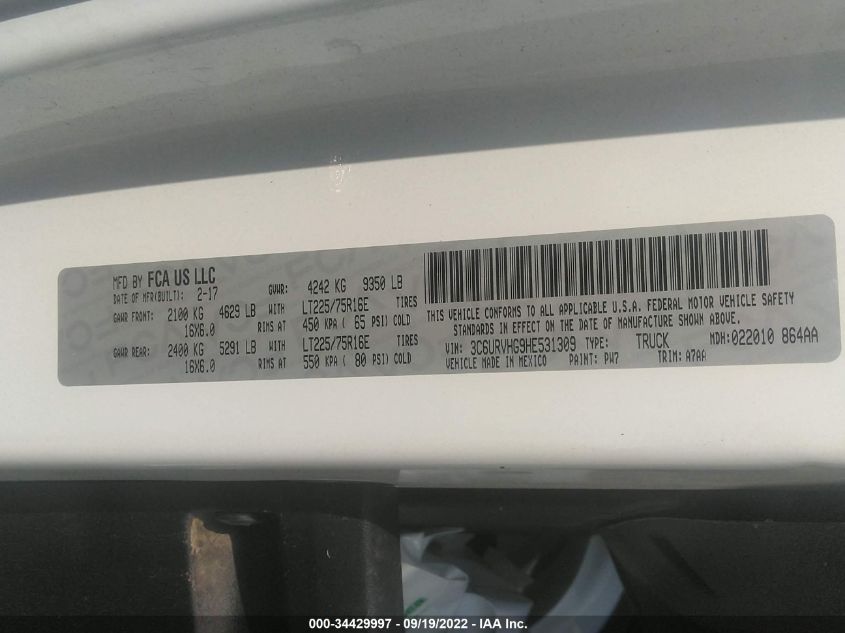 MFD BY FCA US LLC
DATE OF MFR(BUILT): 2-17 GVWR: 4242 KG 9350 LB
GAWR FRONT: 2100 KG 4629 LB WITH LT225/75R16E TIRES
16X6.0 RIMS AT 450 KPA ( 65 PSI) COLD
GAWR REAR: 2400 KG 5291 LB WITH LT225/75R16E TIRES
16X6.0 RIMS AT 550 KPA ( 80 PSI) COLD
THIS VEHICLE CONFORMS TO ALL APPLICABLE U.S.A. FEDERAL MOTOR VEHICLE SAFETY
STANDARDS IN EFFECT ON THE DATE OF MANUFACTURE SHOWN ABOVE.
VIN: 3C6URVHG9HE531309 TYPE: TRUCK MDH:022010 864AA
VEHICLE MADE IN MEXICO PAINT: PW7 TRIM: A7AA
000-34429997 - 09/19/2022 - IAA Inc.